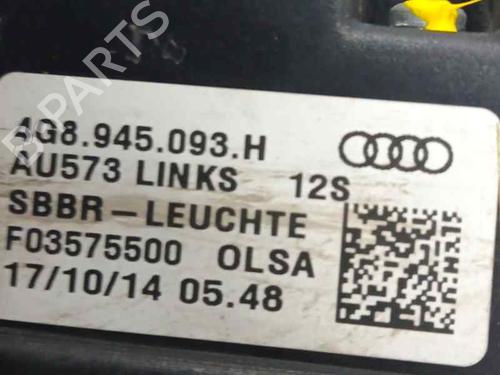 B PARTS
4G8.945.093.H
AU573 LINKS 12S
SBBR-LEUCHTE
F03575500 OLSA
17/10/14 05.48